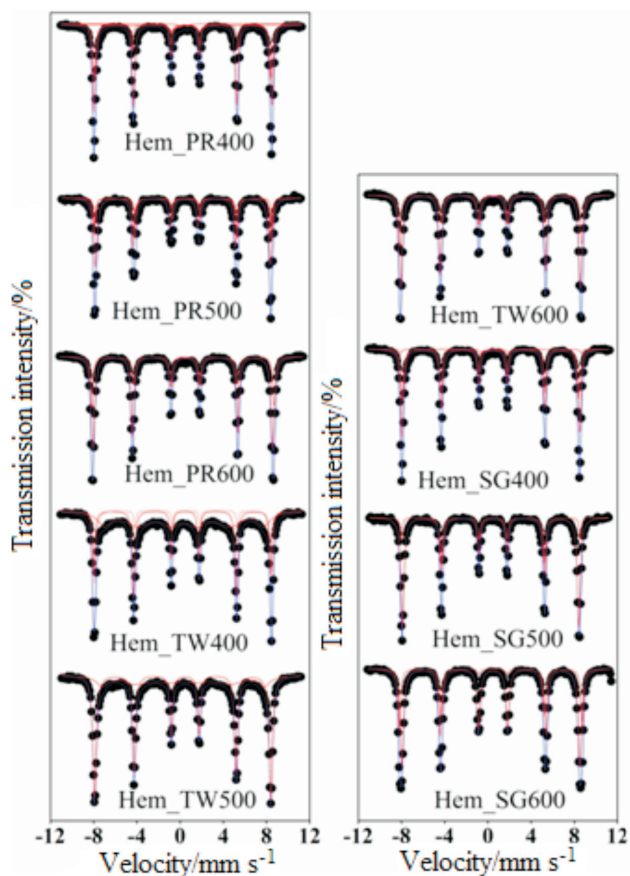 Transmission intensity/%
Hem_PR400
Hem_PR500
Hem_PR600
Hem_TW400
Hem_TW500
-12 -8 -4 0 4 8 12
Velocity/mm s-1
Transmission intensity/%
Hem_TW600
Hem_SG400
Hem_SG500
Hem_SG600
-12 -8 -4 0 4 8 12
Velocity/mm s-1